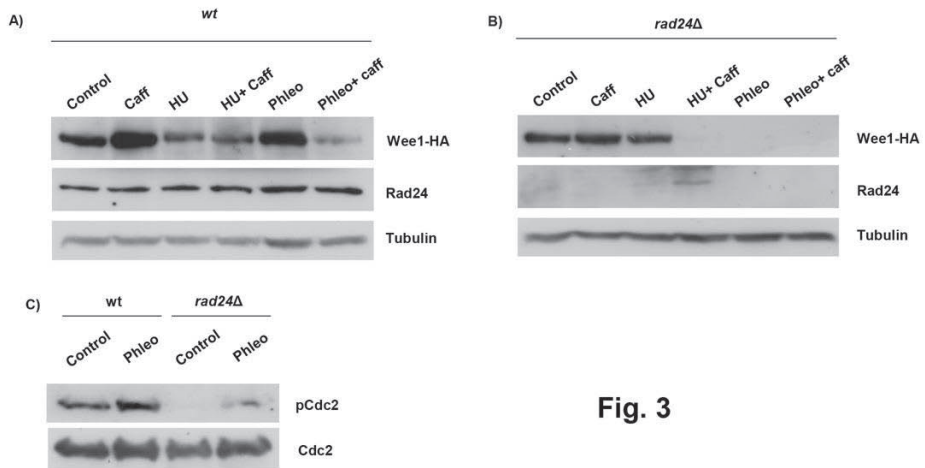 A)
wt
Control
Caff
HU
HU+ Caff
Phleo
Phleo+ caff
Wee1-HA
Rad24
Tubulin
B)
rad24Δ
Control
Caff
HU
HU+ Caff
Phleo
Phleo+ caff
Wee1-HA
Rad24
Tubulin
C)
wt
rad24Δ
Control
Phleo
Control
Phleo
pCdc2
Cdc2
Fig. 3